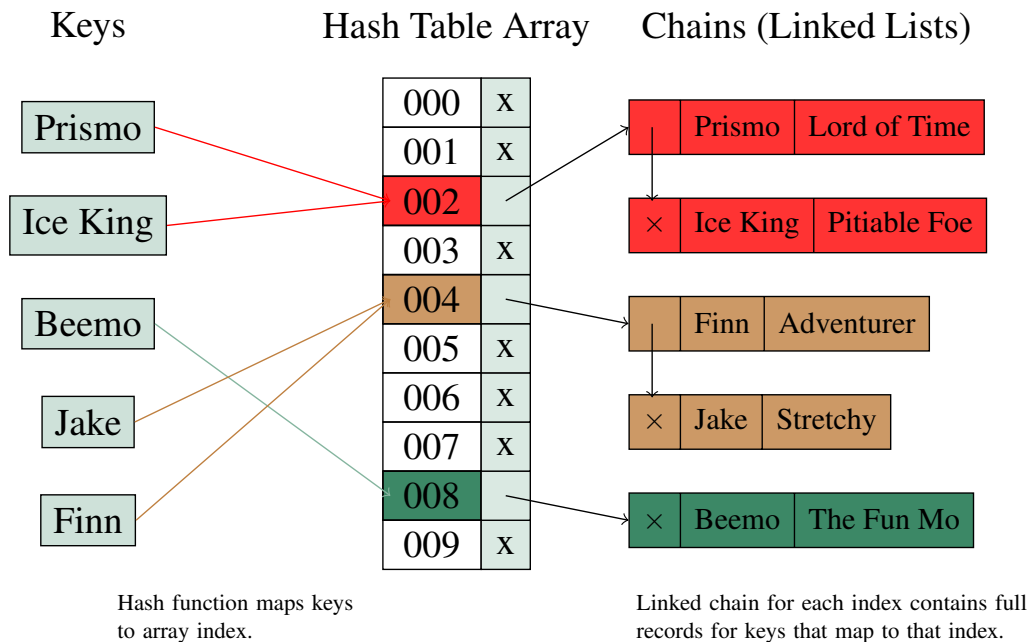 Keys
Hash Table Array
Chains (Linked Lists)
Prismo
Ice King
Beemo
Jake
Finn
000 x
001 x
002
003 x
004
005 x
006 x
007 x
008
009 x
Prismo Lord of Time
× Ice King Pitiable Foe
Finn Adventurer
× Jake Stretchy
× Beemo The Fun Mo
Hash function maps keys
to array index.
Linked chain for each index contains full
records for keys that map to that index.